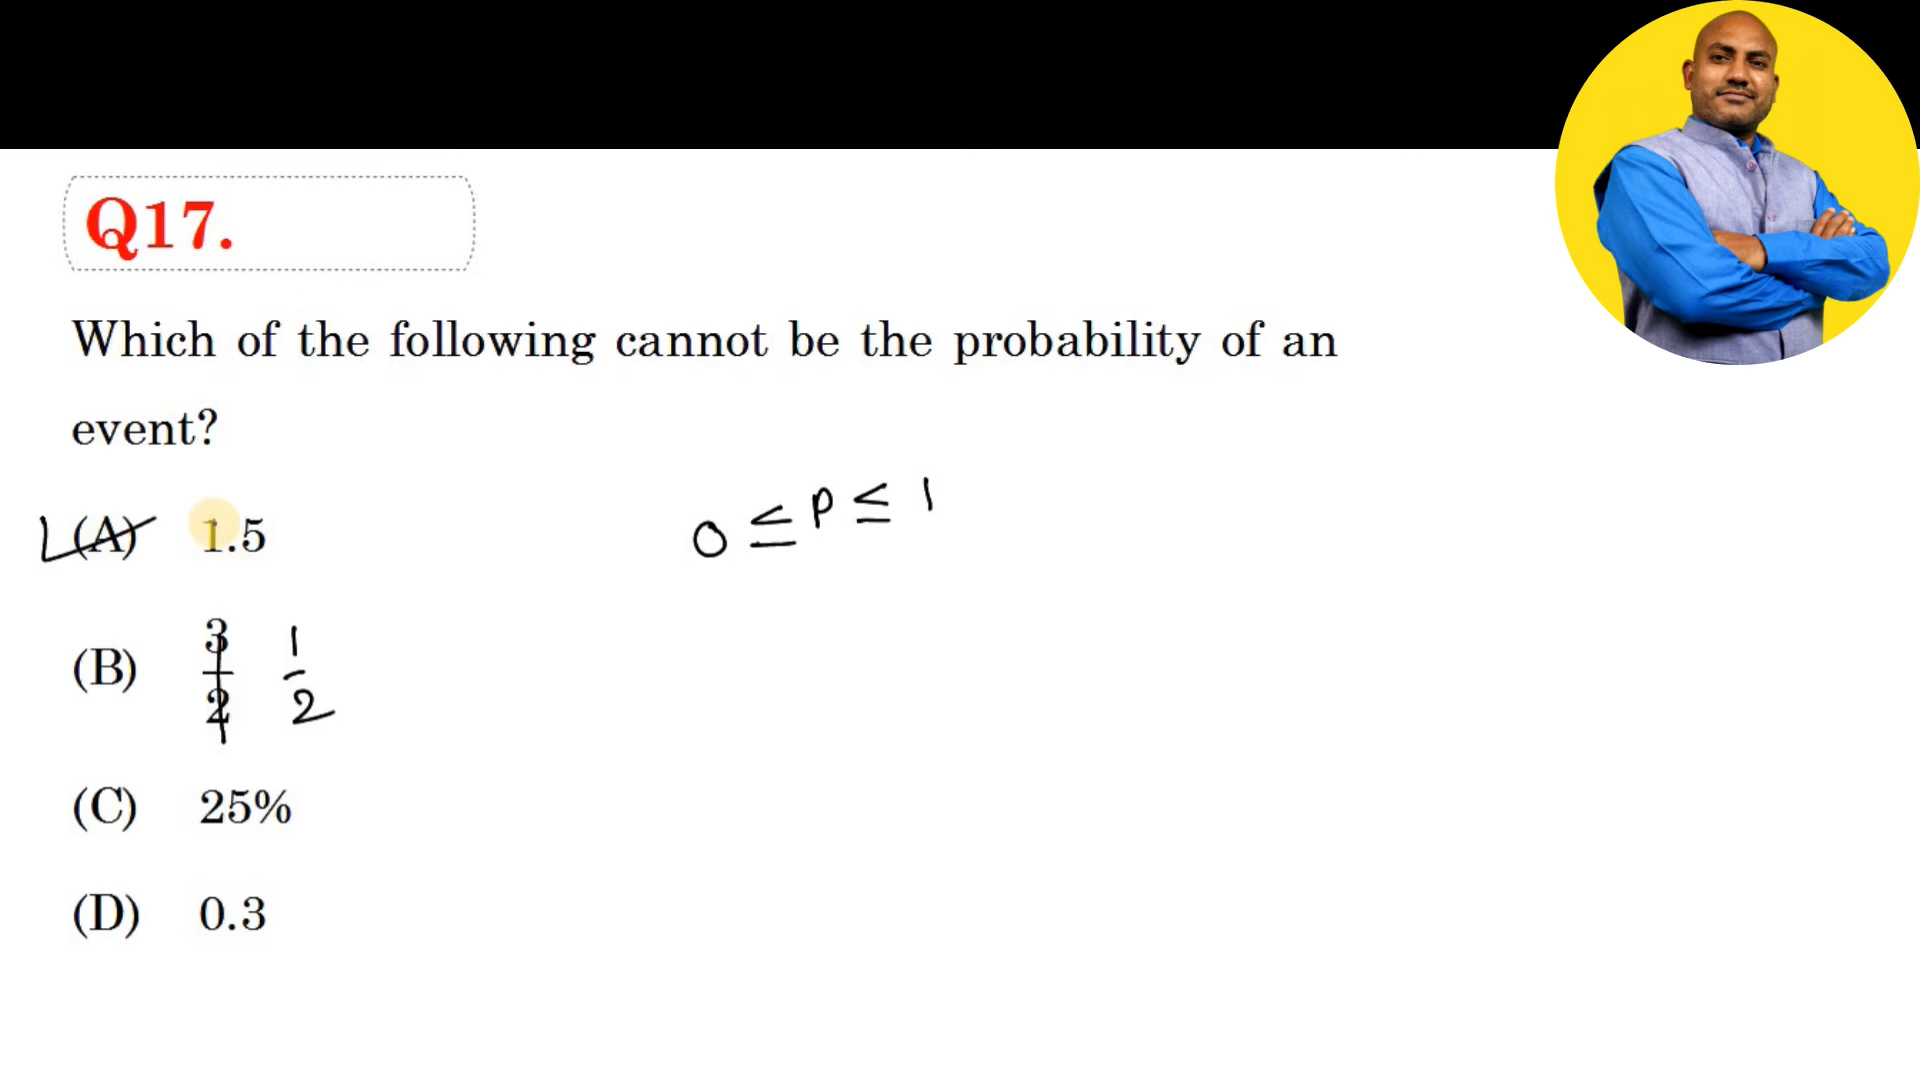 Q17.
Which of the following cannot be the probability of an
event?
(A) 1.5
0 ≤ P ≤ 1
(B) 3/2 1/2
(C) 25%
(D) 0.3